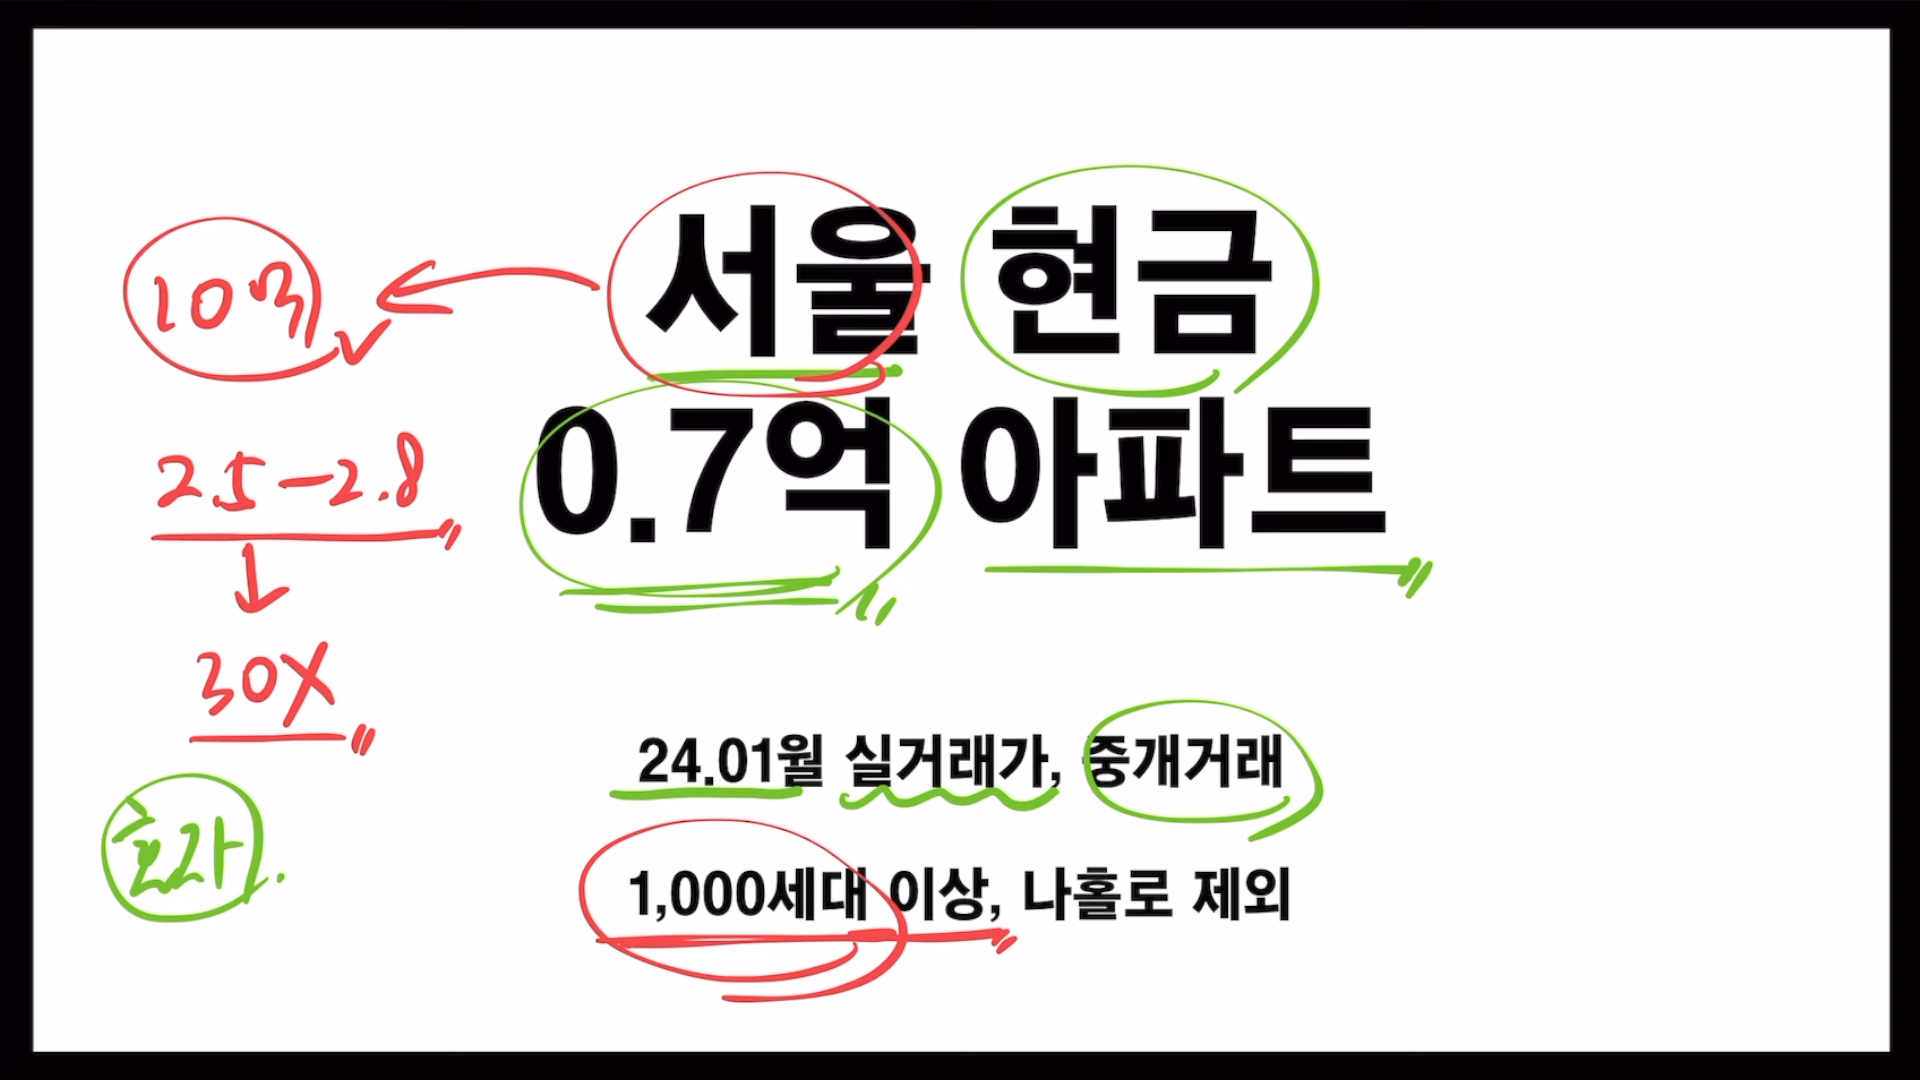 서울 현금
0.7억 아파트
24.01월 실거래가, 중개거래
1,000세대 이상, 나홀로 제외
10억
2.5-2.8
30X
효과